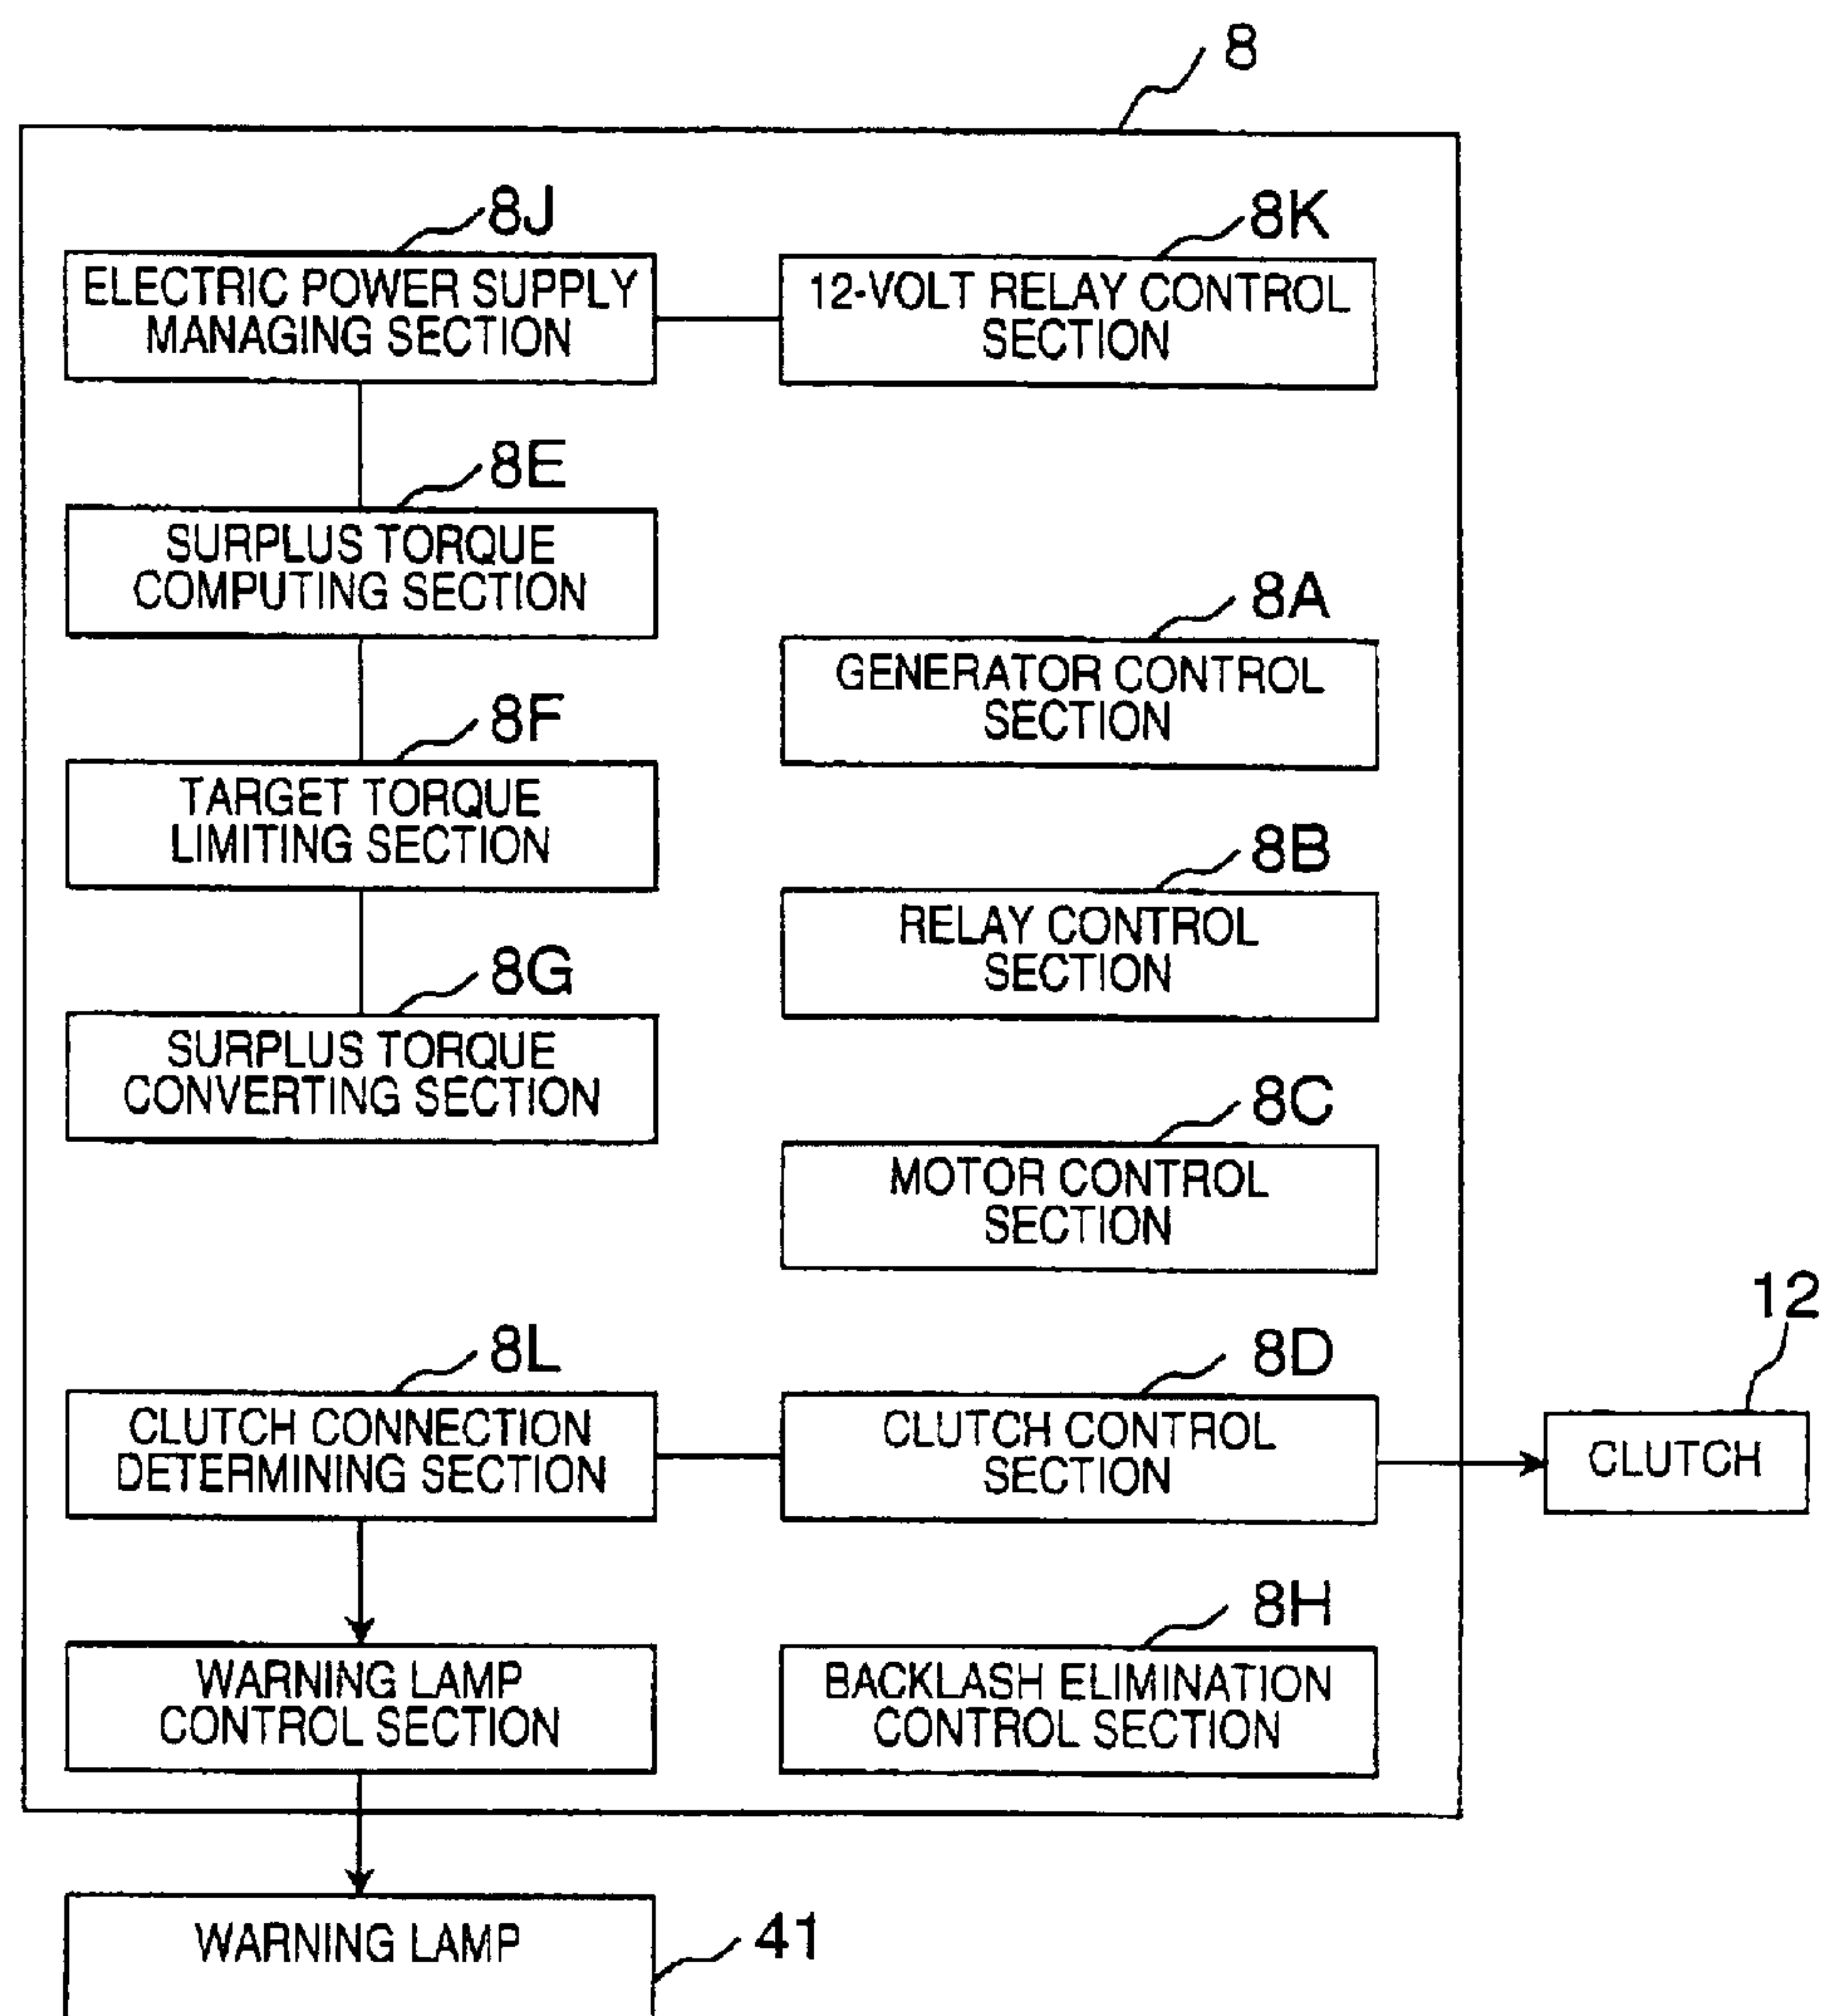 8
8J
ELECTRIC POWER SUPPLY
MANAGING SECTION
8K
12-VOLT RELAY CONTROL
SECTION
8E
SURPLUS TORQUE
COMPUTING SECTION
8A
GENERATOR CONTROL
SECTION
8F
TARGET TORQUE
LIMITING SECTION
8B
RELAY CONTROL
SECTION
8G
SURPLUS TORQUE
CONVERTING SECTION
8C
MOTOR CONTROL
SECTION
8L
CLUTCH CONNECTION
DETERMINING SECTION
8D
CLUTCH CONTROL
SECTION
12
CLUTCH
WARNING LAMP
CONTROL SECTION
8H
BACKLASH ELIMINATION
CONTROL SECTION
WARNING LAMP
41